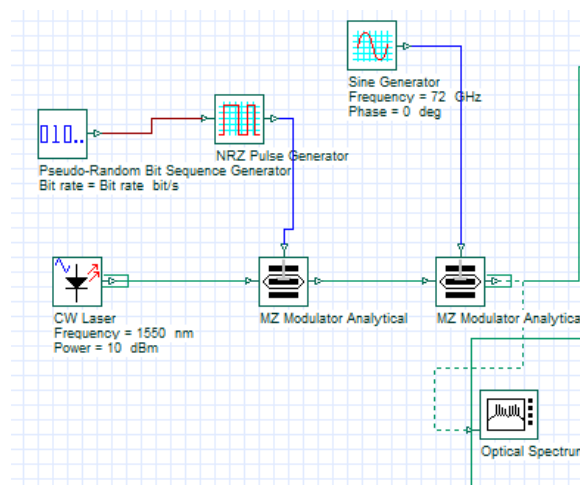 Sine Generator
Frequency = 72 GHz
Phase = 0 deg
010..
NRZ Pulse Generator
Pseudo-Random Bit Sequence Generator
Bit rate = Bit rate bit/s
CW Laser
Frequency = 1550 nm
Power = 10 dBm
MZ Modulator Analytical
MZ Modulator Analytica
Optical Spectrun